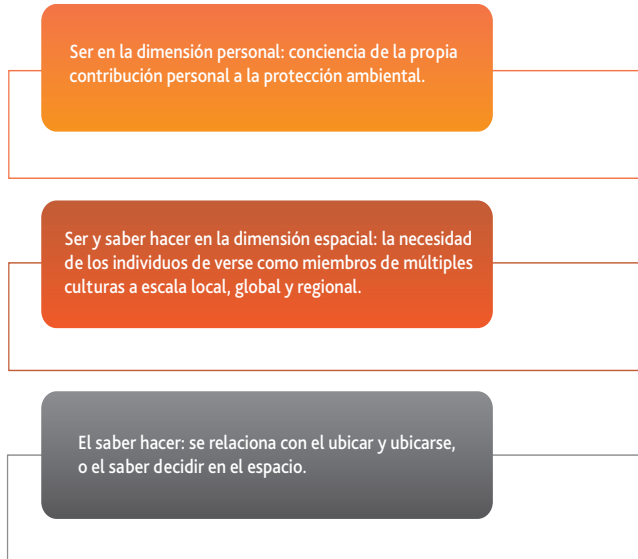 Ser en la dimensión personal: conciencia de la propia
contribución personal a la protección ambiental.
Ser y saber hacer en la dimensión espacial: la necesidad
de los individuos de verse como miembros de múltiples
culturas a escala local, global y regional.
El saber hacer: se relaciona con el ubicar y ubicarse,
o el saber decidir en el espacio.